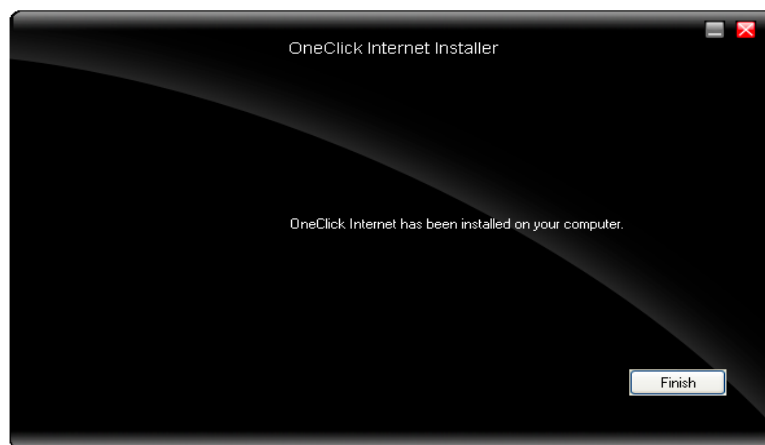 OneClick Internet Installer
OneClick Internet has been installed on your computer.
Finish